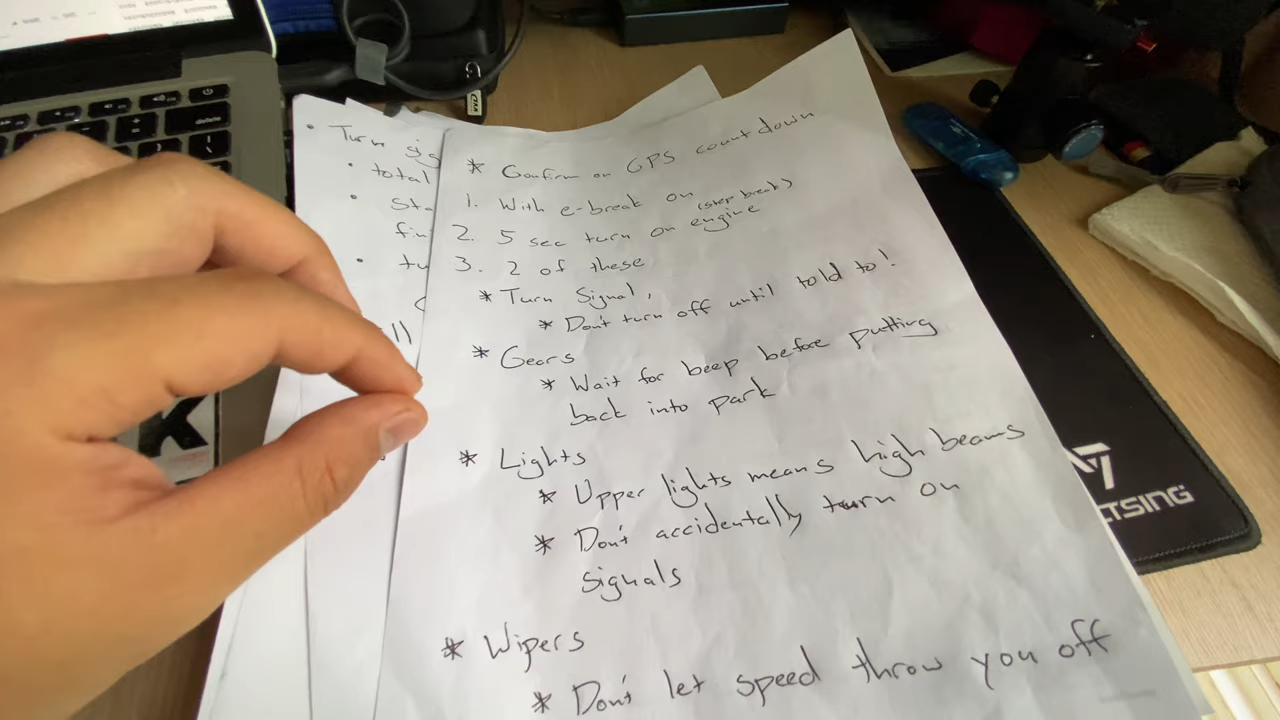 * Confirm on GPS countdown
1. With e-break on
(step break)
2. 5 sec turn on engine
3. 2 of these
* Turn Signal,
* Don't turn off until told to!
* Gears
* Wait for beep before putting
back into park
* Lights
* Upper lights means high beams
* Don't accidentally turn on
signals
* Wipers
* Don't let speed throw you off
• Turn sig
• total
delete
K